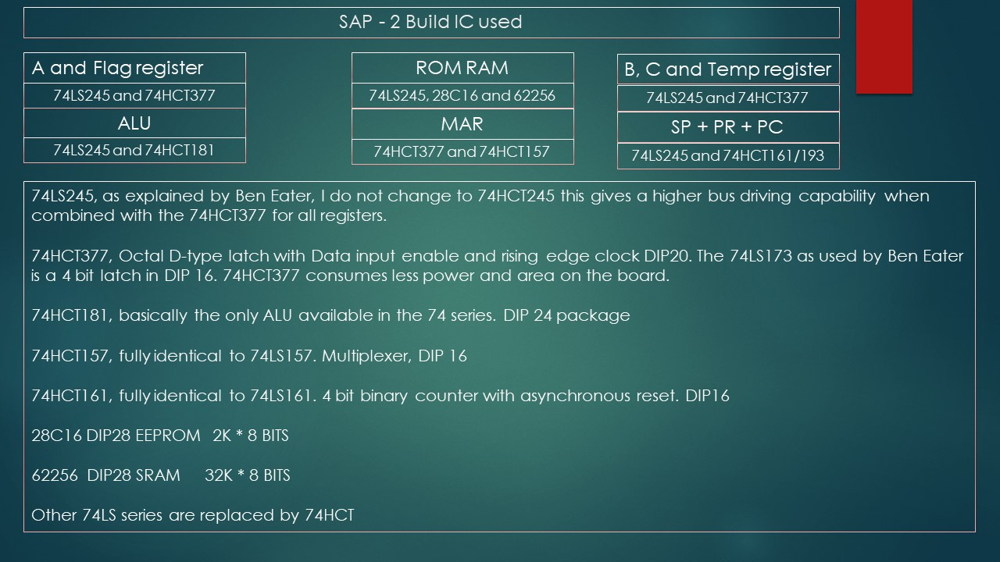 SAP - 2 Build IC used
A and Flag register
74LS245 and 74HCT377
ALU
74LS245 and 74HCT181
ROM RAM
74LS245, 28C16 and 62256
MAR
74HCT377 and 74HCT157
B, C and Temp register
74LS245 and 74HCT377
SP + PR + PC
74LS245 and 74HCT161/193
74LS245, as explained by Ben Eater, I do not change to 74HCT245 this gives a higher bus driving capability when
combined with the 74HCT377 for all registers.
74HCT377, Octal D-type latch with Data input enable and rising edge clock DIP20. The 74LS173 as used by Ben Eater
is a 4 bit latch in DIP 16. 74HCT377 consumes less power and area on the board.
74HCT181, basically the only ALU available in the 74 series. DIP 24 package
74HCT157, fully identical to 74LS157. Multiplexer, DIP 16
74HCT161, fully identical to 74LS161. 4 bit binary counter with asynchronous reset. DIP16
28C16 DIP28 EEPROM 2K * 8 BITS
62256 DIP28 SRAM 32K * 8 BITS
Other 74LS series are replaced by 74HCT